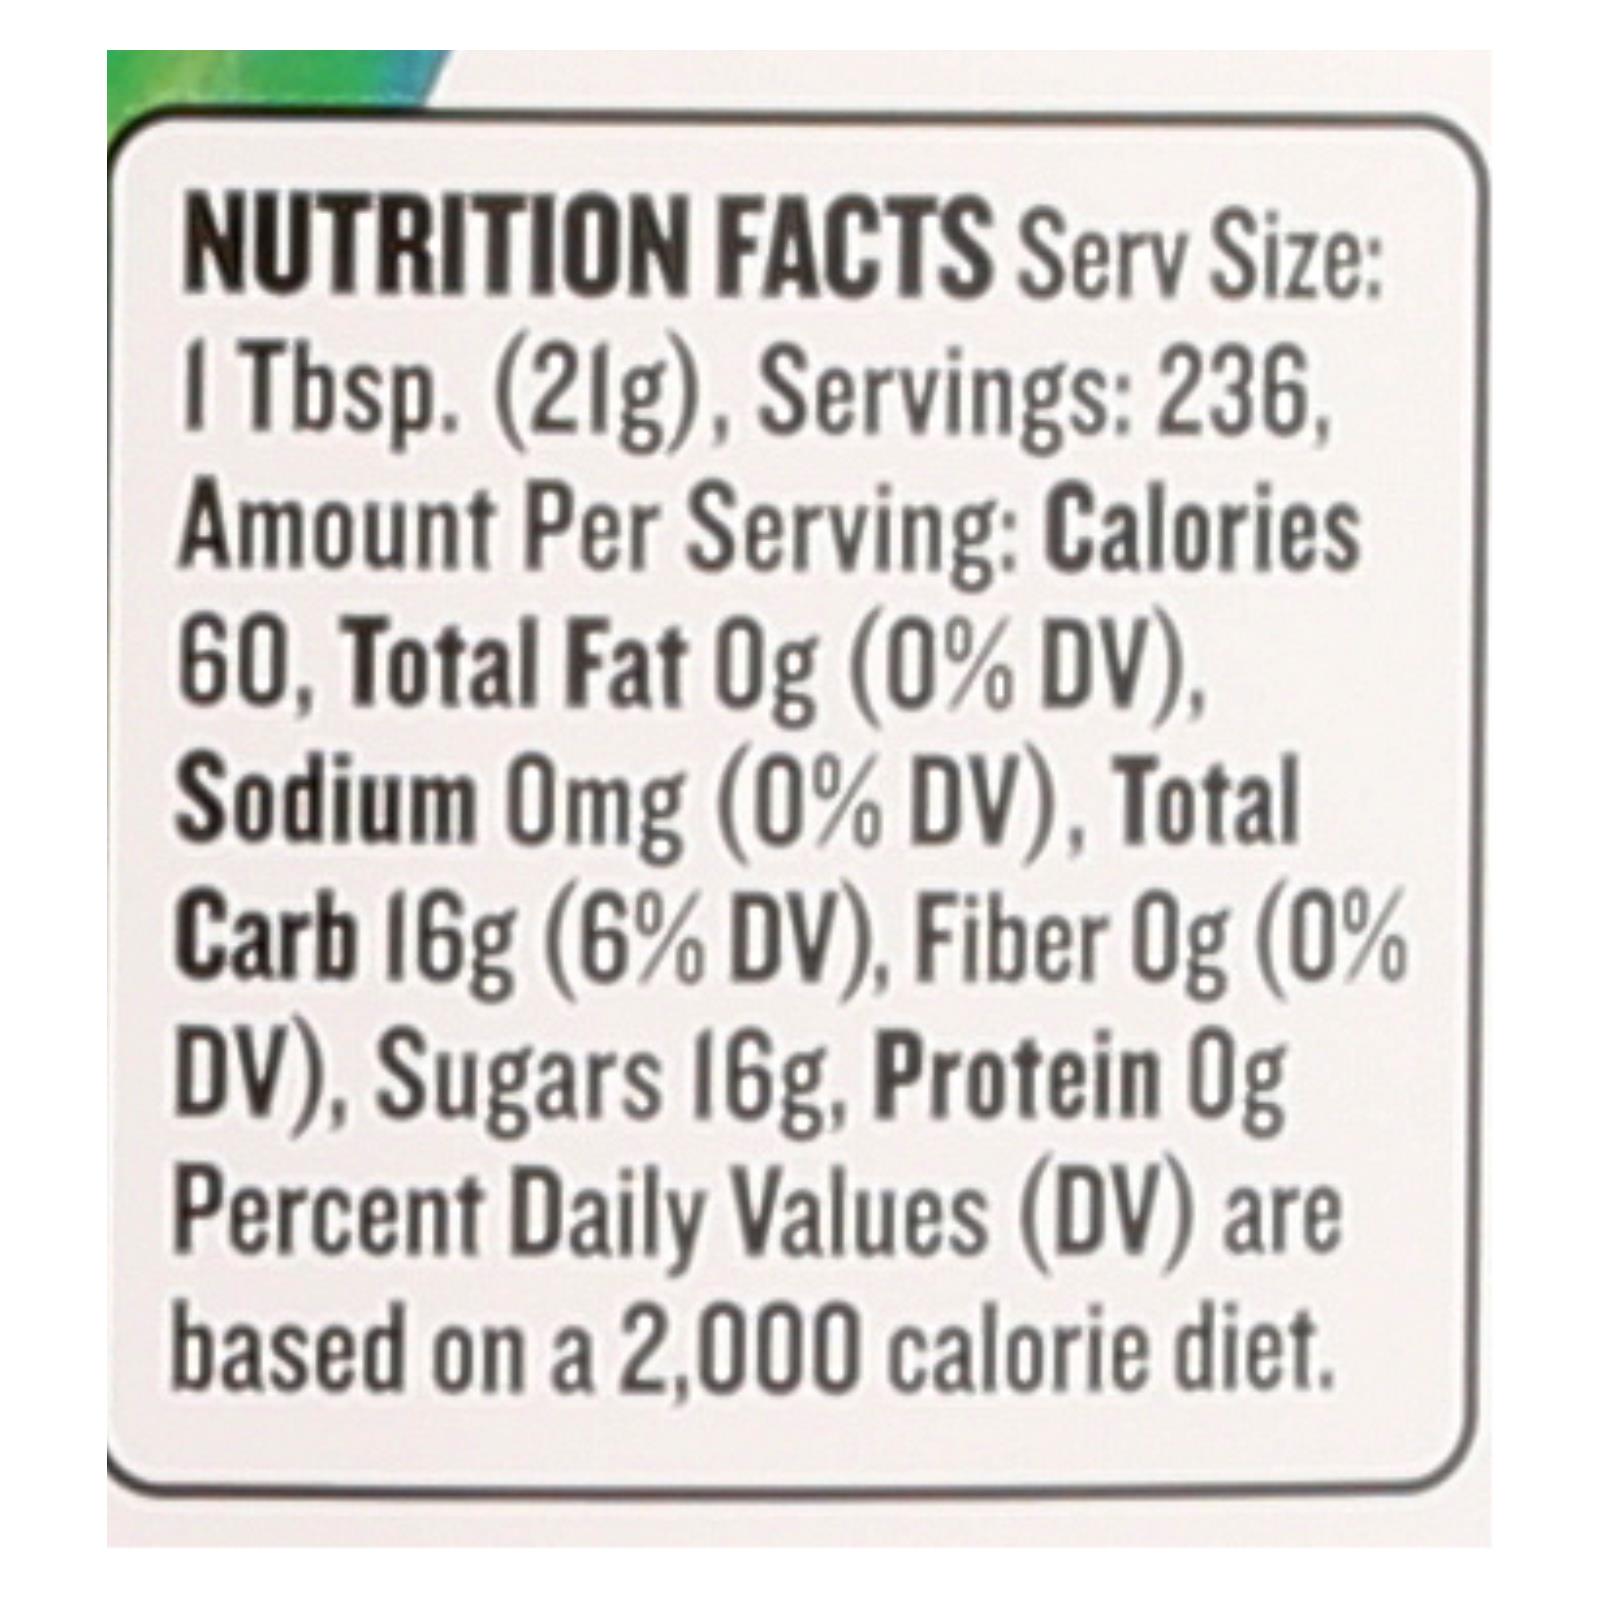 NUTRITION FACTS Serv Size:
1 Tbsp. (21g), Servings: 236,
Amount Per Serving: Calories
60, Total Fat 0g (0% DV),
Sodium 0mg (0% DV), Total
Carb 16g (6% DV), Fiber 0g (0%
DV), Sugars 16g, Protein 0g
Percent Daily Values (DV) are
based on a 2,000 calorie diet.